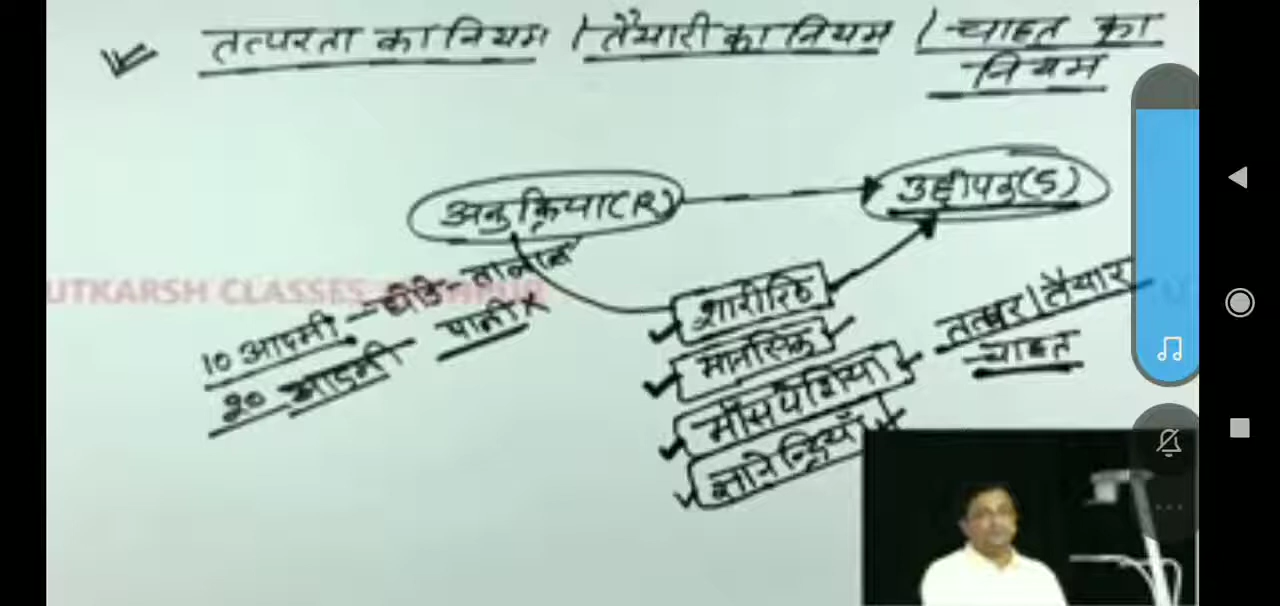 तत्परता का नियम / तैयारी का नियम / चाहत का
नियम
अनुक्रिया(R)
उद्दीपन(S)
UTKARSH CLASSES
10 आदमी - घोडे - तालाब
20 आदमी - पानी X
शारीरिक
मानसिक
मांसपेशिया
ज्ञानेन्द्रियाँ
तत्पर/तैयार
चाहत